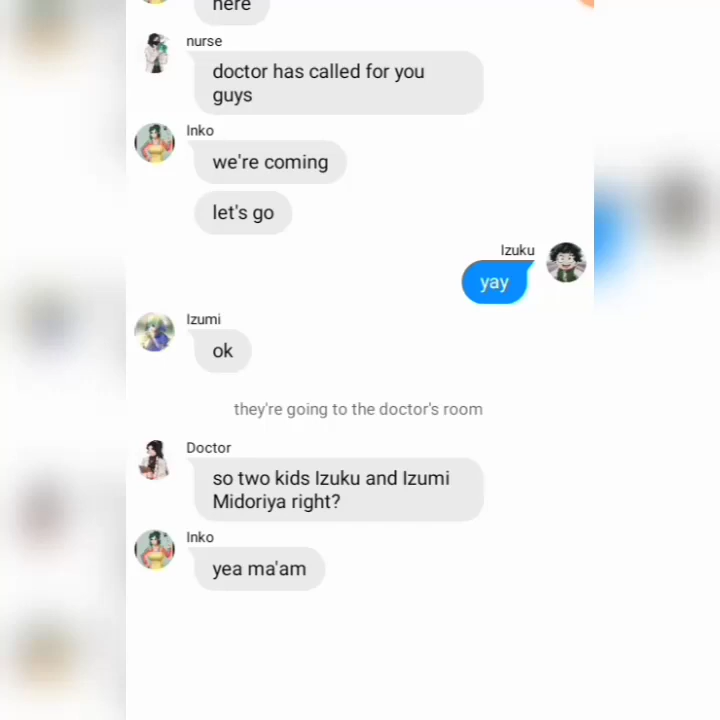 here
nurse
doctor has called for you
guys
Inko
we're coming
let's go
Izuku
yay
Izumi
ok
they're going to the doctor's room
Doctor
so two kids Izuku and Izumi
Midoriya right?
Inko
yea ma'am